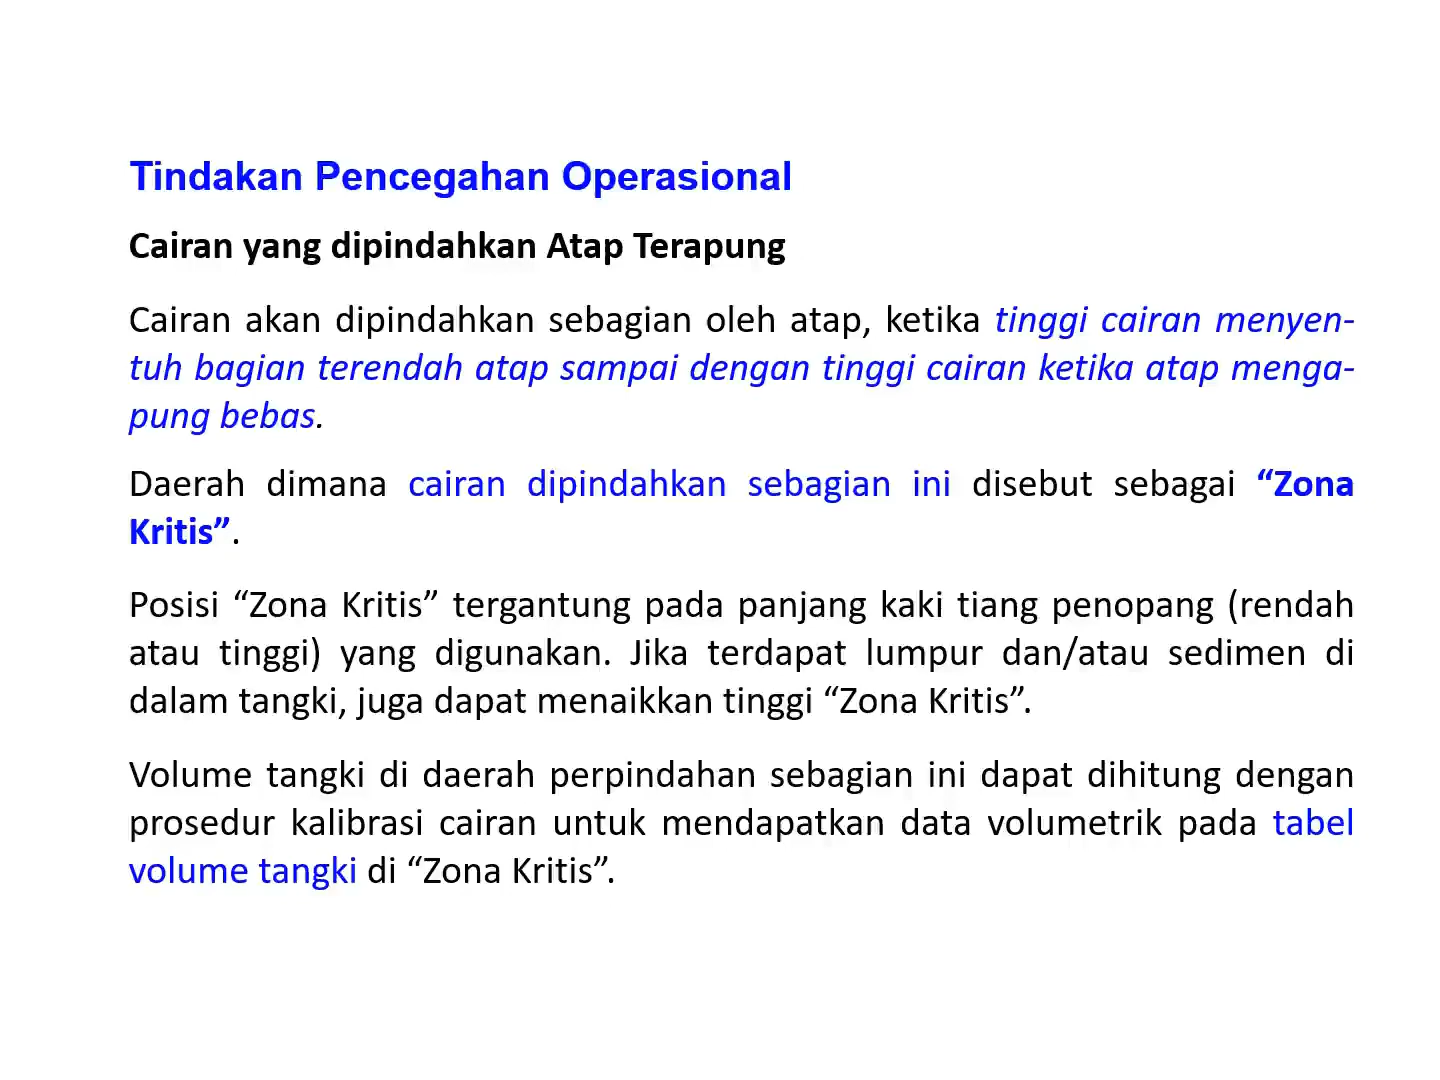 Tindakan Pencegahan Operasional
Cairan yang dipindahkan Atap Terapung
Cairan akan dipindahkan sebagian oleh atap, ketika tinggi cairan menyen-
tuh bagian terendah atap sampai dengan tinggi cairan ketika atap menga-
pung bebas.
Daerah dimana cairan dipindahkan sebagian ini disebut sebagai “Zona
Kritis”.
Posisi “Zona Kritis” tergantung pada panjang kaki tiang penopang (rendah
atau tinggi) yang digunakan. Jika terdapat lumpur dan/atau sedimen di
dalam tangki, juga dapat menaikkan tinggi “Zona Kritis”.
Volume tangki di daerah perpindahan sebagian ini dapat dihitung dengan
prosedur kalibrasi cairan untuk mendapatkan data volumetrik pada tabel
volume tangki di “Zona Kritis”.